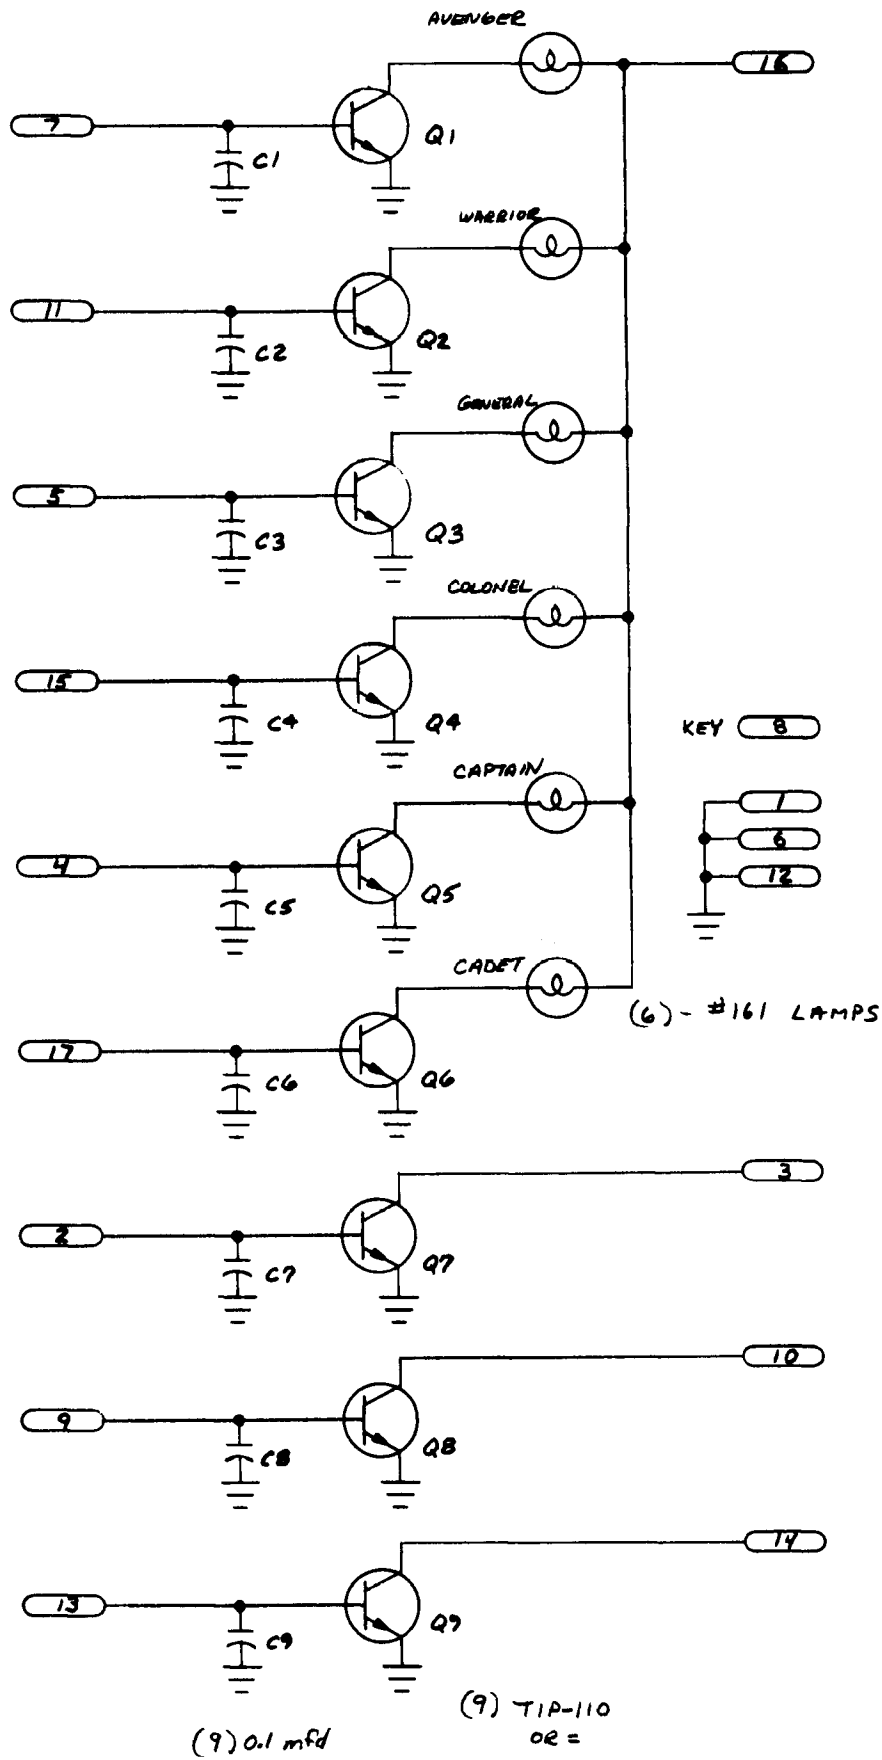 AVENGER
16
7
Q1
C1
WARRIOR
11
Q2
C2
GENERAL
5
Q3
C3
COLONEL
15
Q4
C4
KEY 8
CAPTAIN
1
6
4
12
Q5
C5
CADET
(6) - #161 LAMPS
17
Q6
C6
3
2
Q7
C7
10
9
Q8
C8
14
13
Q9
C9
(9) TIP-110
OR =
(9) 0.1 mfd